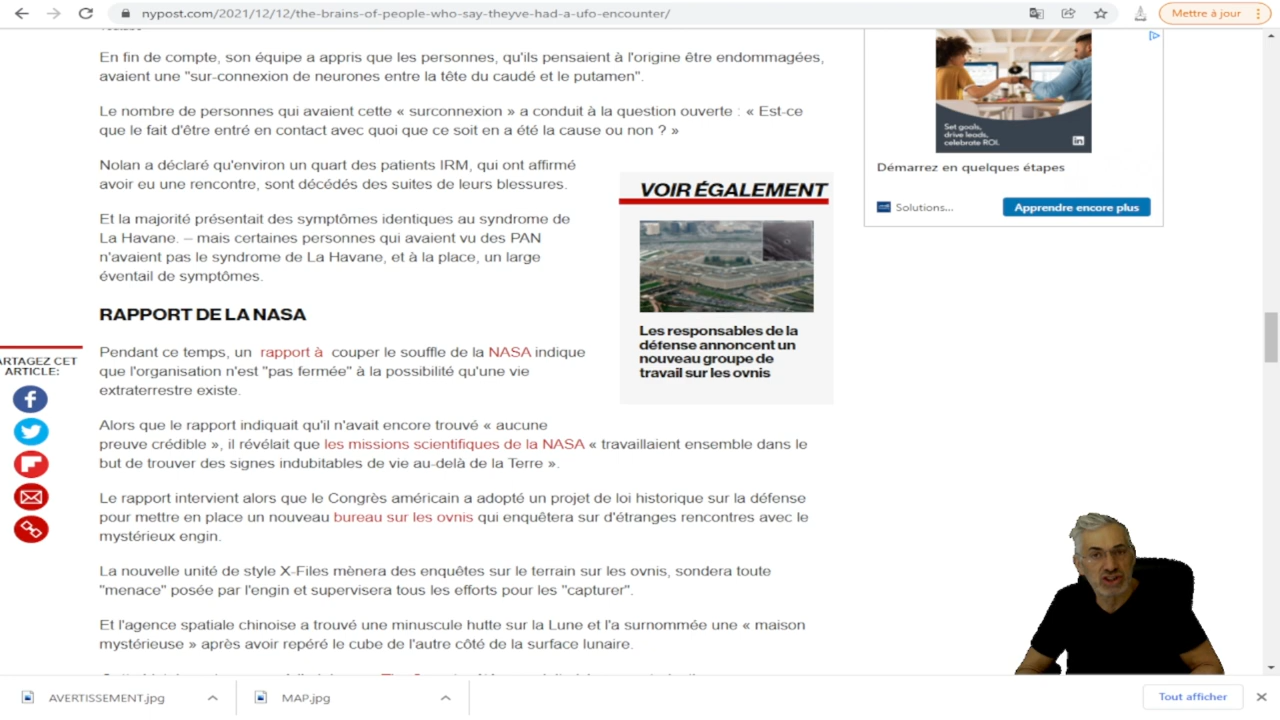 nypost.com/2021/12/12/the-brains-of-people-who-say-theyve-had-a-ufo-encounter/
Mettre à jour
En fin de compte, son équipe a appris que les personnes, qu'ils pensaient à l'origine être endommagées,
avaient une "sur-connexion de neurones entre la tête du caudé et le putamen".
Le nombre de personnes qui avaient cette « surconnexion » a conduit à la question ouverte : « Est-ce
que le fait d'être entré en contact avec quoi que ce soit en a été la cause ou non ? »
Nolan a déclaré qu'environ un quart des patients IRM, qui ont affirmé
avoir eu une rencontre, sont décédés des suites de leurs blessures.
Et la majorité présentait des symptômes identiques au syndrome de
La Havane. – mais certaines personnes qui avaient vu des PAN
n'avaient pas le syndrome de La Havane, et à la place, un large
éventail de symptômes.
RAPPORT DE LA NASA
Pendant ce temps, un rapport à couper le souffle de la NASA indique
que l'organisation n'est "pas fermée" à la possibilité qu'une vie
extraterrestre existe.
Alors que le rapport indiquait qu'il n'avait encore trouvé « aucune
preuve crédible », il révélait que les missions scientifiques de la NASA « travaillaient ensemble dans le
but de trouver des signes indubitables de vie au-delà de la Terre ».
Le rapport intervient alors que le Congrès américain a adopté un projet de loi historique sur la défense
pour mettre en place un nouveau bureau sur les ovnis qui enquêtera sur d'étranges rencontres avec le
mystérieux engin.
La nouvelle unité de style X-Files mènera des enquêtes sur le terrain sur les ovnis, sondera toute
"menace" posée par l'engin et supervisera tous les efforts pour les "capturer".
Et l'agence spatiale chinoise a trouvé une minuscule hutte sur la Lune et l'a surnommée une « maison
mystérieuse » après avoir repéré le cube de l'autre côté de la surface lunaire.
ARTAGEZ CET
ARTICLE:
VOIR ÉGALEMENT
Les responsables de la
défense annoncent un
nouveau groupe de
travail sur les ovnis
Set goals,
drive leads,
celebrate ROI.
in
Démarrez en quelques étapes
Solutions...
Apprendre encore plus
AVERTISSEMENT.jpg
MAP.jpg
Tout afficher